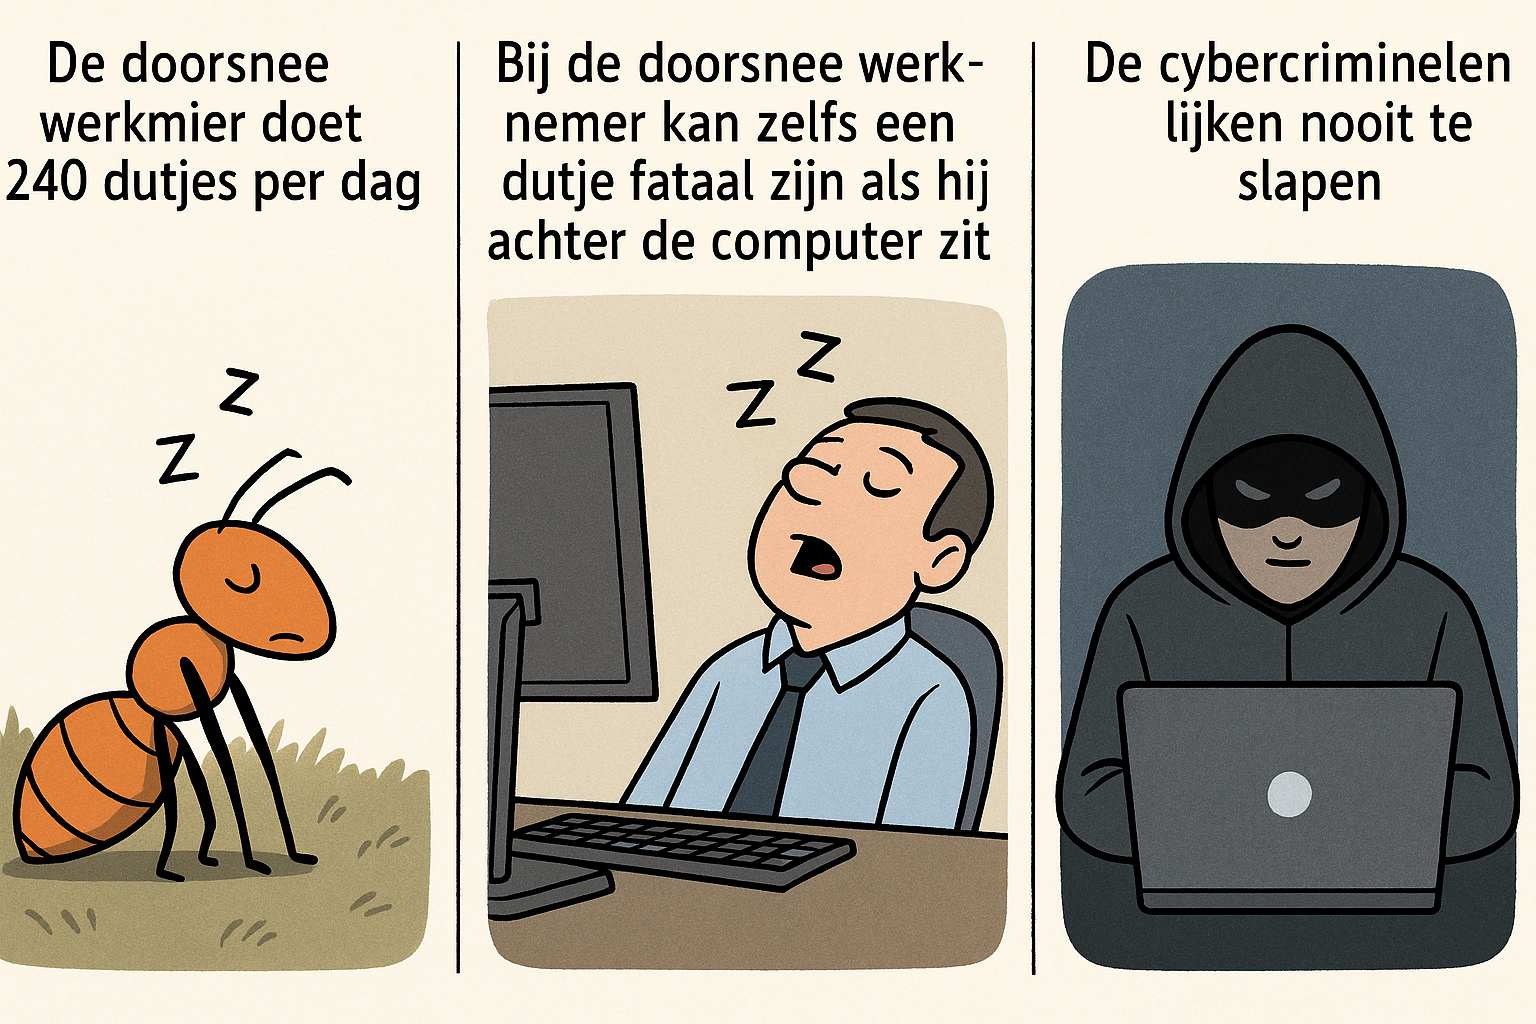 De doorsnee
werkmier doet
240 dutjes per dag
Bij de doorsnee werk-
nemer kan zelfs een
dutje fataal zijn als hij
achter de computer zit
De cybercriminelen
lijken nooit te
slapen
Z
Z
Z
Z